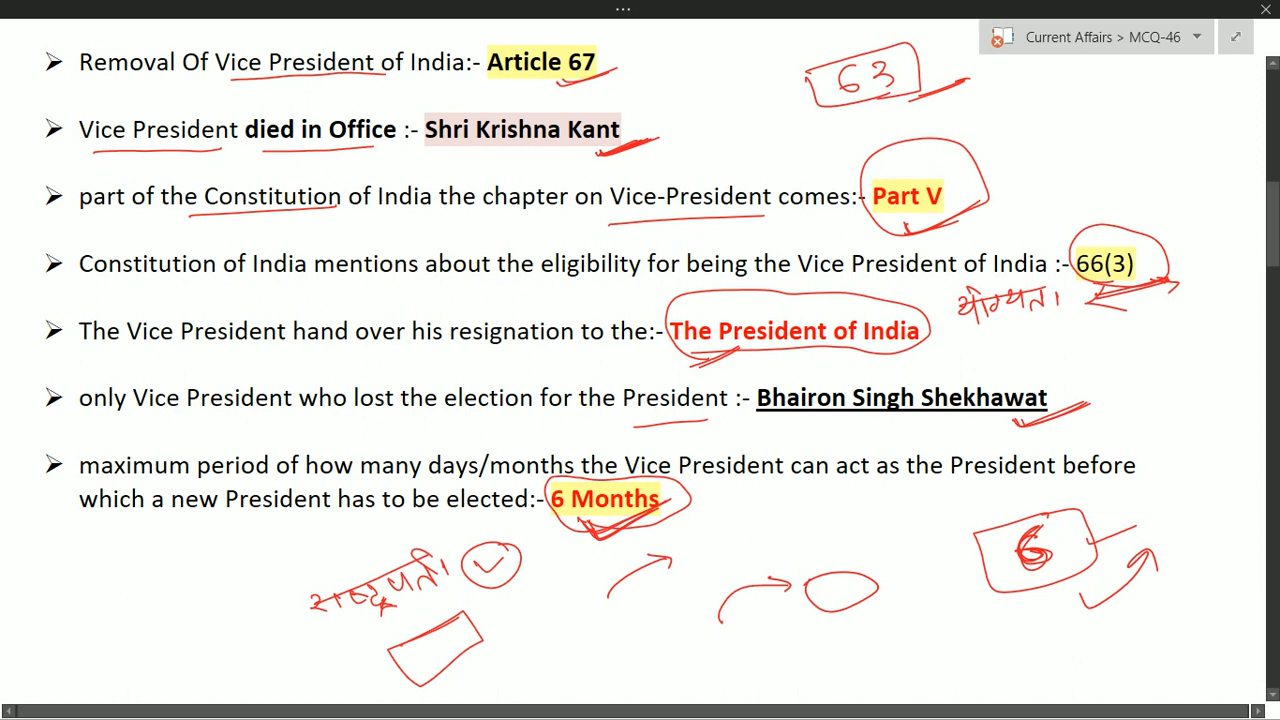 ...
Current Affairs > MCQ-46
➢ Removal Of Vice President of India:- Article 67
63
➢ Vice President died in Office :- Shri Krishna Kant
➢ part of the Constitution of India the chapter on Vice-President comes:- Part V
➢ Constitution of India mentions about the eligibility for being the Vice President of India :- 66(3)
योग्यता
➢ The Vice President hand over his resignation to the:- The President of India
➢ only Vice President who lost the election for the President :- Bhairon Singh Shekhawat
➢ maximum period of how many days/months the Vice President can act as the President before
which a new President has to be elected:- 6 Months
6